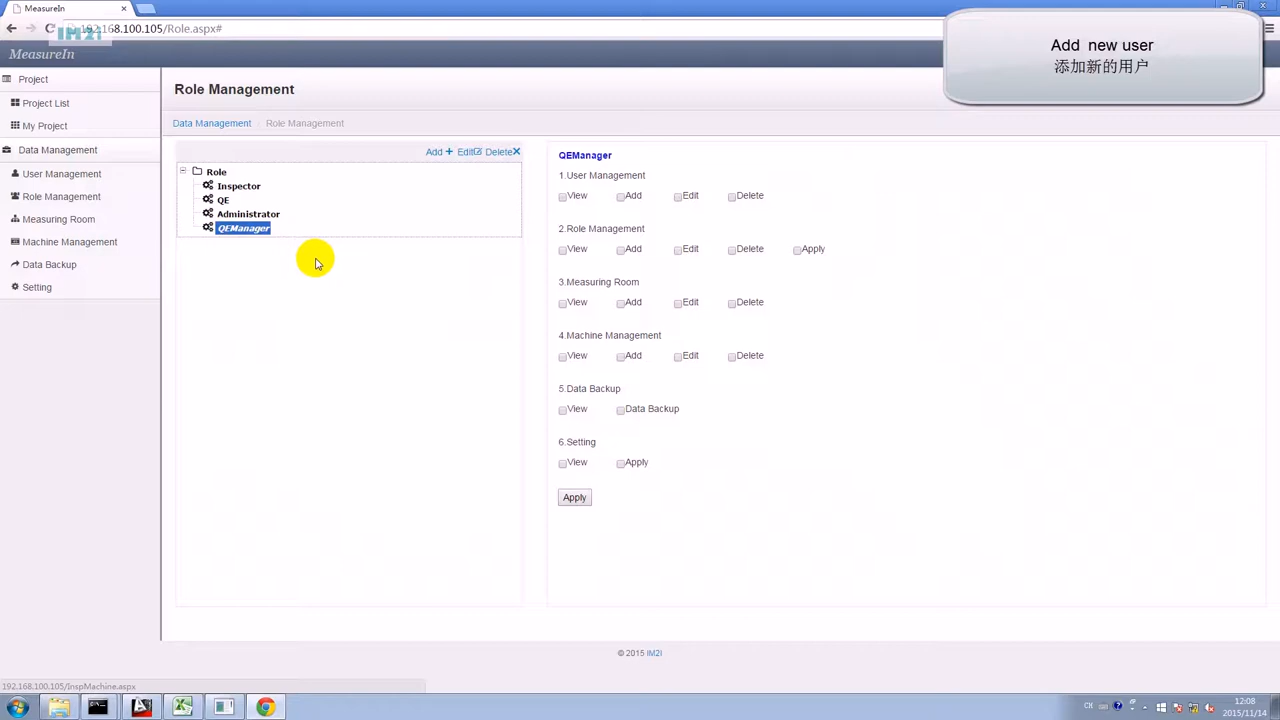 MeasureIn
192.168.100.105/Role.aspx#
IM2I
MeasureIn
Add new user
添加新的用户
Project
Project List
My Project
Data Management
User Management
Role Management
Measuring Room
Machine Management
Data Backup
Setting
Role Management
Data Management Role Management
Add Edit Delete
Role
Inspector
QE
Administrator
QEManager
QEManager
1.User Management
View Add Edit Delete
2.Role Management
View Add Edit Delete Apply
3.Measuring Room
View Add Edit Delete
4.Machine Management
View Add Edit Delete
5.Data Backup
View Data Backup
6.Setting
View Apply
Apply
© 2015 IM2I
192.168.100.105/InspMachine.aspx
CH
12:08
2015/11/14